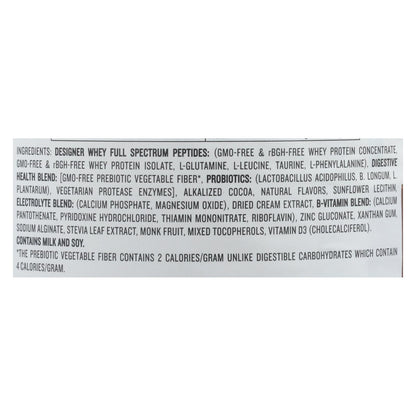 INGREDIENTS: DESIGNER WHEY FULL SPECTRUM PEPTIDES: (GMO-FREE & rBGH-FREE WHEY PROTEIN CONCENTRATE,
GMO-FREE & rBGH-FREE WHEY PROTEIN ISOLATE, L-GLUTAMINE, L-LEUCINE, TAURINE, L-PHENYLALANINE), DIGESTIVE
HEALTH BLEND: [GMO-FREE PREBIOTIC VEGETABLE FIBER*, PROBIOTICS: (LACTOBACILLUS ACIDOPHILUS, B. LONGUM, L.
PLANTARUM), VEGETARIAN PROTEASE ENZYMES], ALKALIZED COCOA, NATURAL FLAVORS, SUNFLOWER LECITHIN,
ELECTROLYTE BLEND: (CALCIUM PHOSPHATE, MAGNESIUM OXIDE), DRIED CREAM EXTRACT, B-VITAMIN BLEND: (CALCIUM
PANTOTHENATE, PYRIDOXINE HYDROCHLORIDE, THIAMIN MONONITRATE, RIBOFLAVIN), ZINC GLUCONATE, XANTHAN GUM,
SODIUM ALGINATE, STEVIA LEAF EXTRACT, MONK FRUIT, MIXED TOCOPHEROLS, VITAMIN D3 (CHOLECALCIFEROL).
CONTAINS MILK AND SOY.
*THE PREBIOTIC VEGETABLE FIBER CONTAINS 2 CALORIES/GRAM UNLIKE DIGESTIBLE CARBOHYDRATES WHICH CONTAIN
4 CALORIES/GRAM.